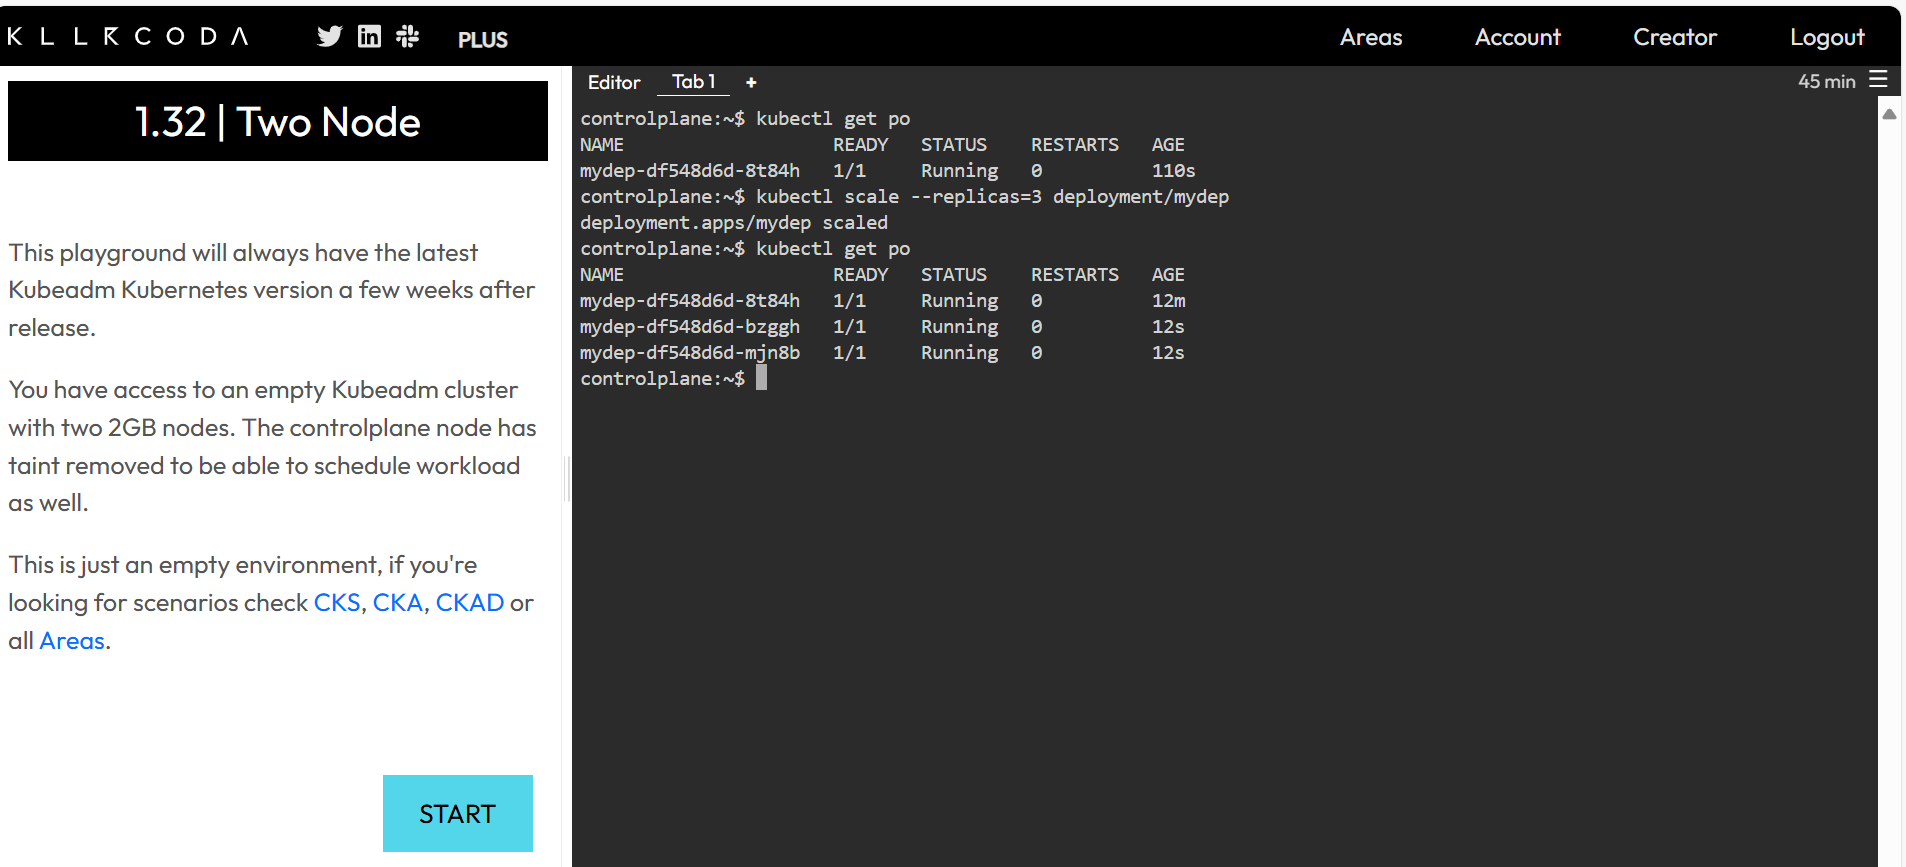 KLLRCODA PLUS Areas Account Creator Logout
1.32 | Two Node
This playground will always have the latest
Kubeadm Kubernetes version a few weeks after
release.
You have access to an empty Kubeadm cluster
with two 2GB nodes. The controlplane node has
taint removed to be able to schedule workload
as well.
This is just an empty environment, if you're
looking for scenarios check CKS, CKA, CKAD or
all Areas.
START
Editor Tab 1 + 45 min
controlplane:~$ kubectl get po
NAME READY STATUS RESTARTS AGE
mydep-df548d6d-8t84h 1/1 Running 0 110s
controlplane:~$ kubectl scale --replicas=3 deployment/mydep
deployment.apps/mydep scaled
controlplane:~$ kubectl get po
NAME READY STATUS RESTARTS AGE
mydep-df548d6d-8t84h 1/1 Running 0 12m
mydep-df548d6d-bzggh 1/1 Running 0 12s
mydep-df548d6d-mjn8b 1/1 Running 0 12s
controlplane:~$